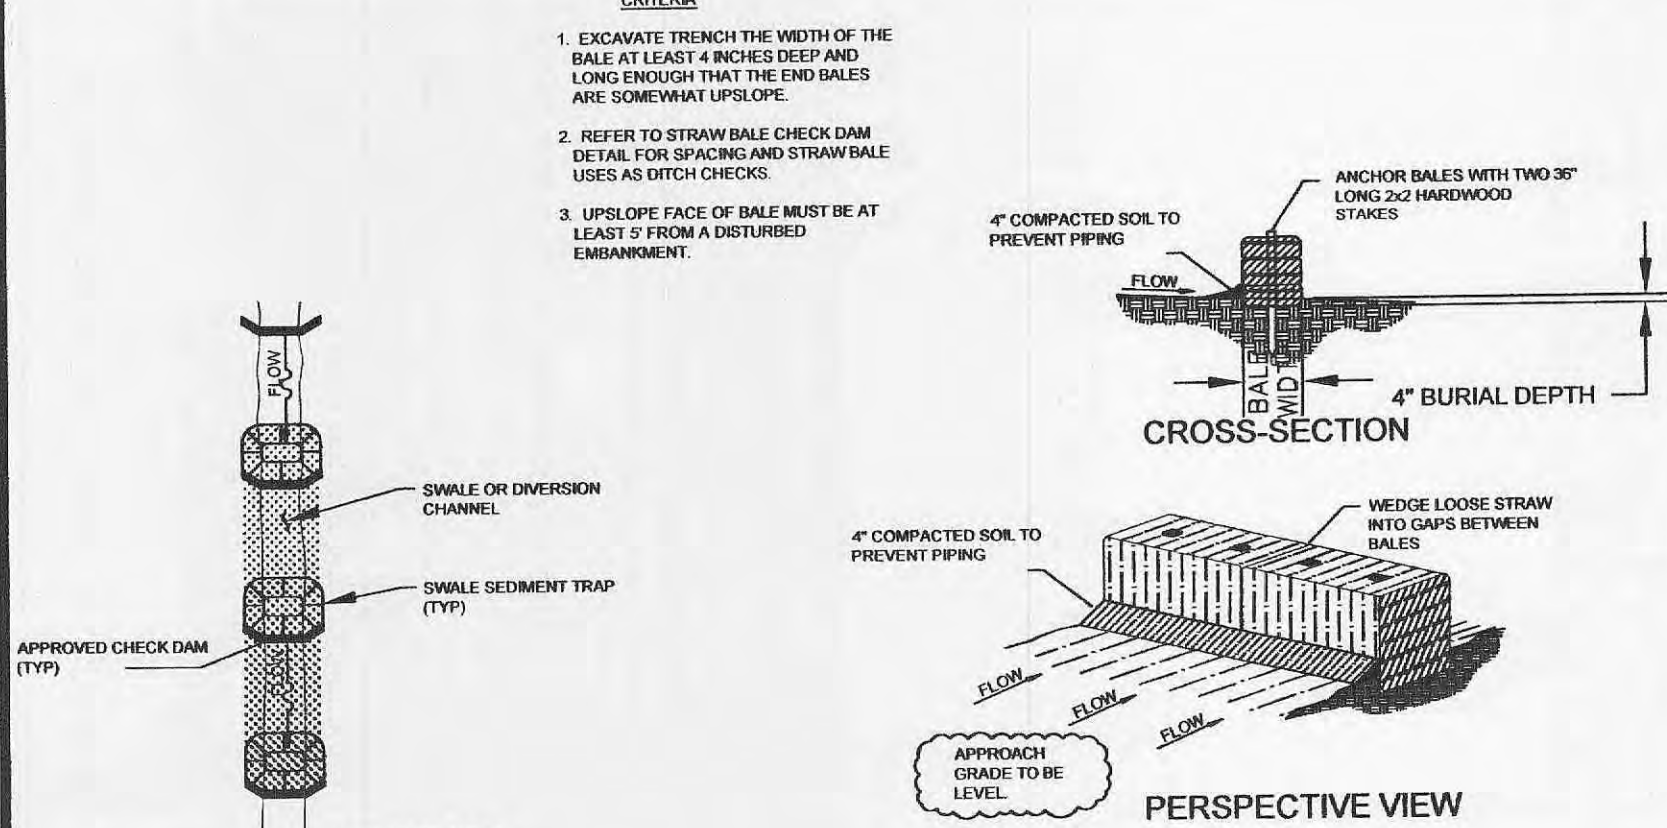 CRITERIA
1. EXCAVATE TRENCH THE WIDTH OF THE
BALE AT LEAST 4 INCHES DEEP AND
LONG ENOUGH THAT THE END BALES
ARE SOMEWHAT UPSLOPE.
2. REFER TO STRAW BALE CHECK DAM
DETAIL FOR SPACING AND STRAW BALE
USES AS DITCH CHECKS.
3. UPSLOPE FACE OF BALE MUST BE AT
LEAST 5' FROM A DISTURBED
EMBANKMENT.
FLOW
SWALE OR DIVERSION
CHANNEL
SWALE SEDIMENT TRAP
(TYP)
APPROVED CHECK DAM
(TYP)
FLOW
ANCHOR BALES WITH TWO 36"
LONG 2x2 HARDWOOD
STAKES
4" COMPACTED SOIL TO
PREVENT PIPING
FLOW
BALE
WIDT
4" BURIAL DEPTH
CROSS-SECTION
WEDGE LOOSE STRAW
INTO GAPS BETWEEN
BALES
4" COMPACTED SOIL TO
PREVENT PIPING
FLOW
FLOW
FLOW
APPROACH
GRADE TO BE
LEVEL
PERSPECTIVE VIEW